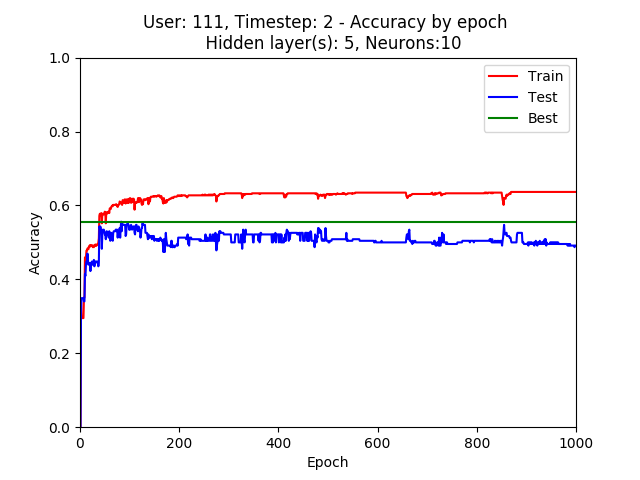 User: 111, Timestep: 2 - Accuracy by epoch
Hidden layer(s): 5, Neurons:10
Train
Test
Best
1.0
0.8
0.6
0.4
0.2
0.0
Accuracy
0 200 400 600 800 1000
Epoch